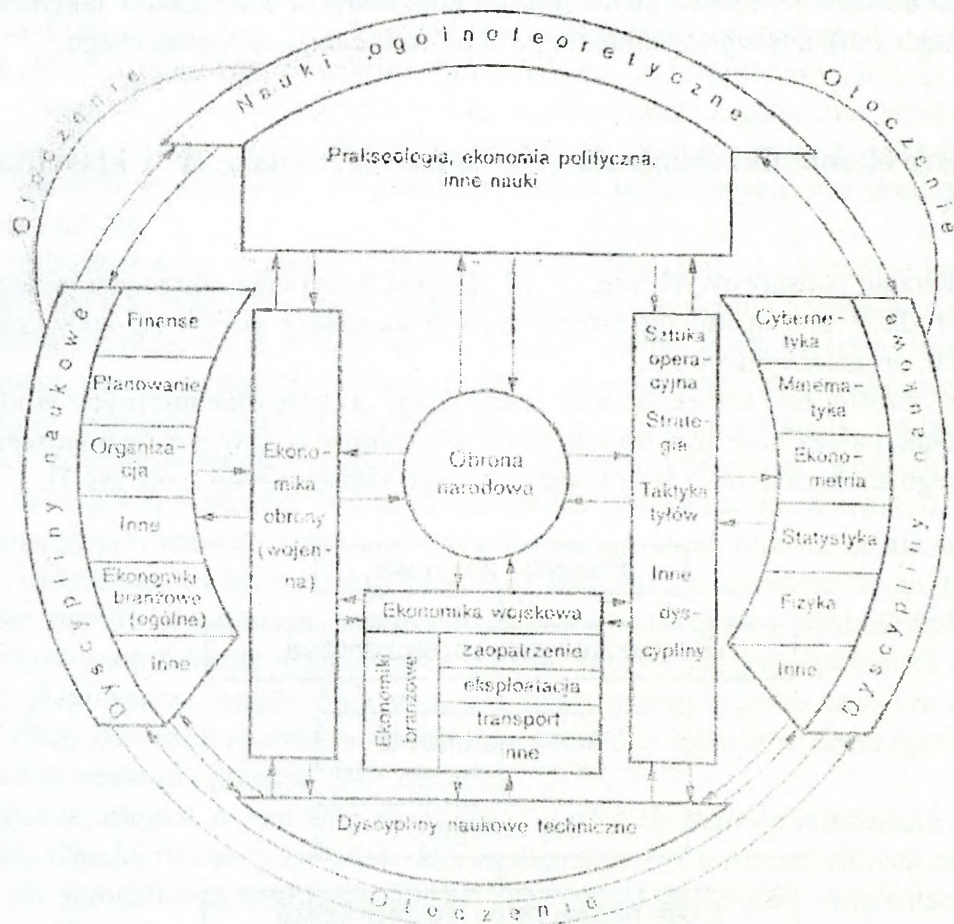 Otoczenie
Nauki ogólnoteoretyczne
Otoczenie
Prakseologia, ekonomia polityczna,
inne nauki
Dyscypliny naukowe
Finanse
Planowanie
Organiza-
cja
Inne
Ekonomiki
branżowe
(ogólne)
Inne
Ekono-
mika
obrony
(wojen-
na)
Obrona
narodowa
Sztuka
opera-
cyjna
Strate-
gia
Taktyka
tyłów
Inne
dys-
cypliny
Cyberne-
tyka
Matema-
tyka
Ekono-
metria
Statystyka
Fizyka
Inne
Dyscypliny naukowe
Ekonomika wojskowa
Ekonomiki
branżowe
zaopatrzenie
eksploatacja
transport
inne
Dyscypliny naukowe techniczne
Otoczenie